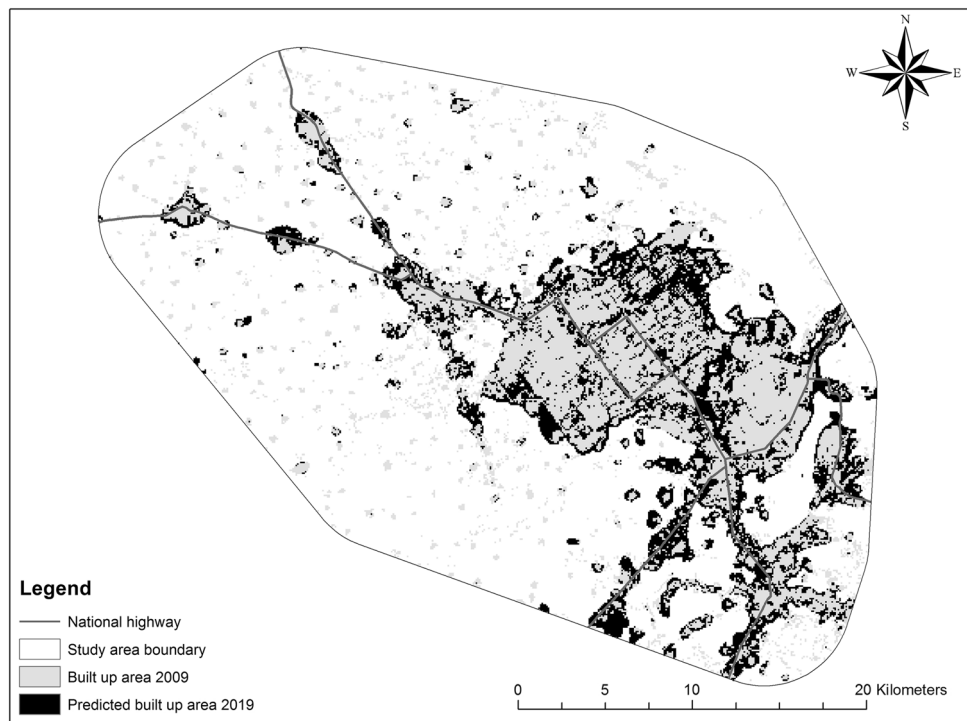 N
W E
S
Legend
National highway
Study area boundary
Built up area 2009
Predicted built up area 2019
0 5 10 20 Kilometers